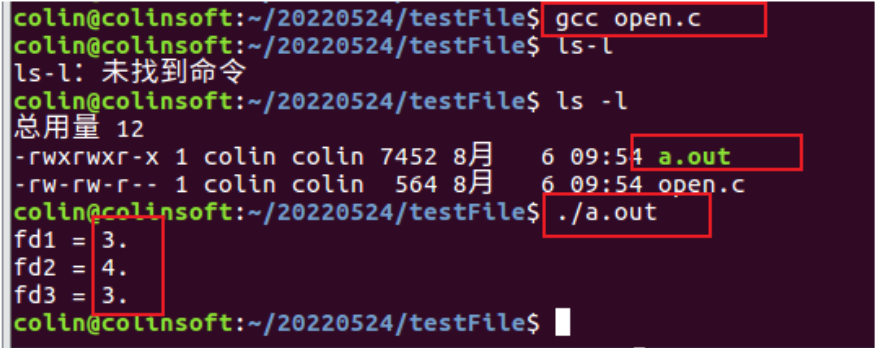 colin@colinsoft:~/20220524/testFile$ gcc open.c
colin@colinsoft:~/20220524/testFile$ ls-l
ls-l：未找到命令
colin@colinsoft:~/20220524/testFile$ ls -l
总用量 12
-rwxrwxr-x 1 colin colin 7452 8月   6 09:54 a.out
-rw-rw-r-- 1 colin colin  564 8月   6 09:54 open.c
colin@colinsoft:~/20220524/testFile$ ./a.out
fd1 = 3.
fd2 = 4.
fd3 = 3.
colin@colinsoft:~/20220524/testFile$